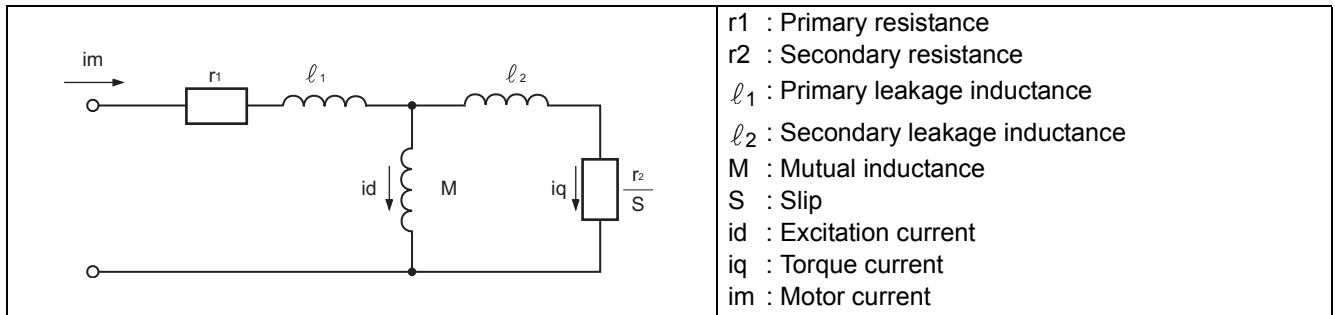 im
r1
ℓ1
ℓ2
id
M
iq
r2
S
r1 : Primary resistance
r2 : Secondary resistance
ℓ1 : Primary leakage inductance
ℓ2 : Secondary leakage inductance
M : Mutual inductance
S : Slip
id : Excitation current
iq : Torque current
im : Motor current